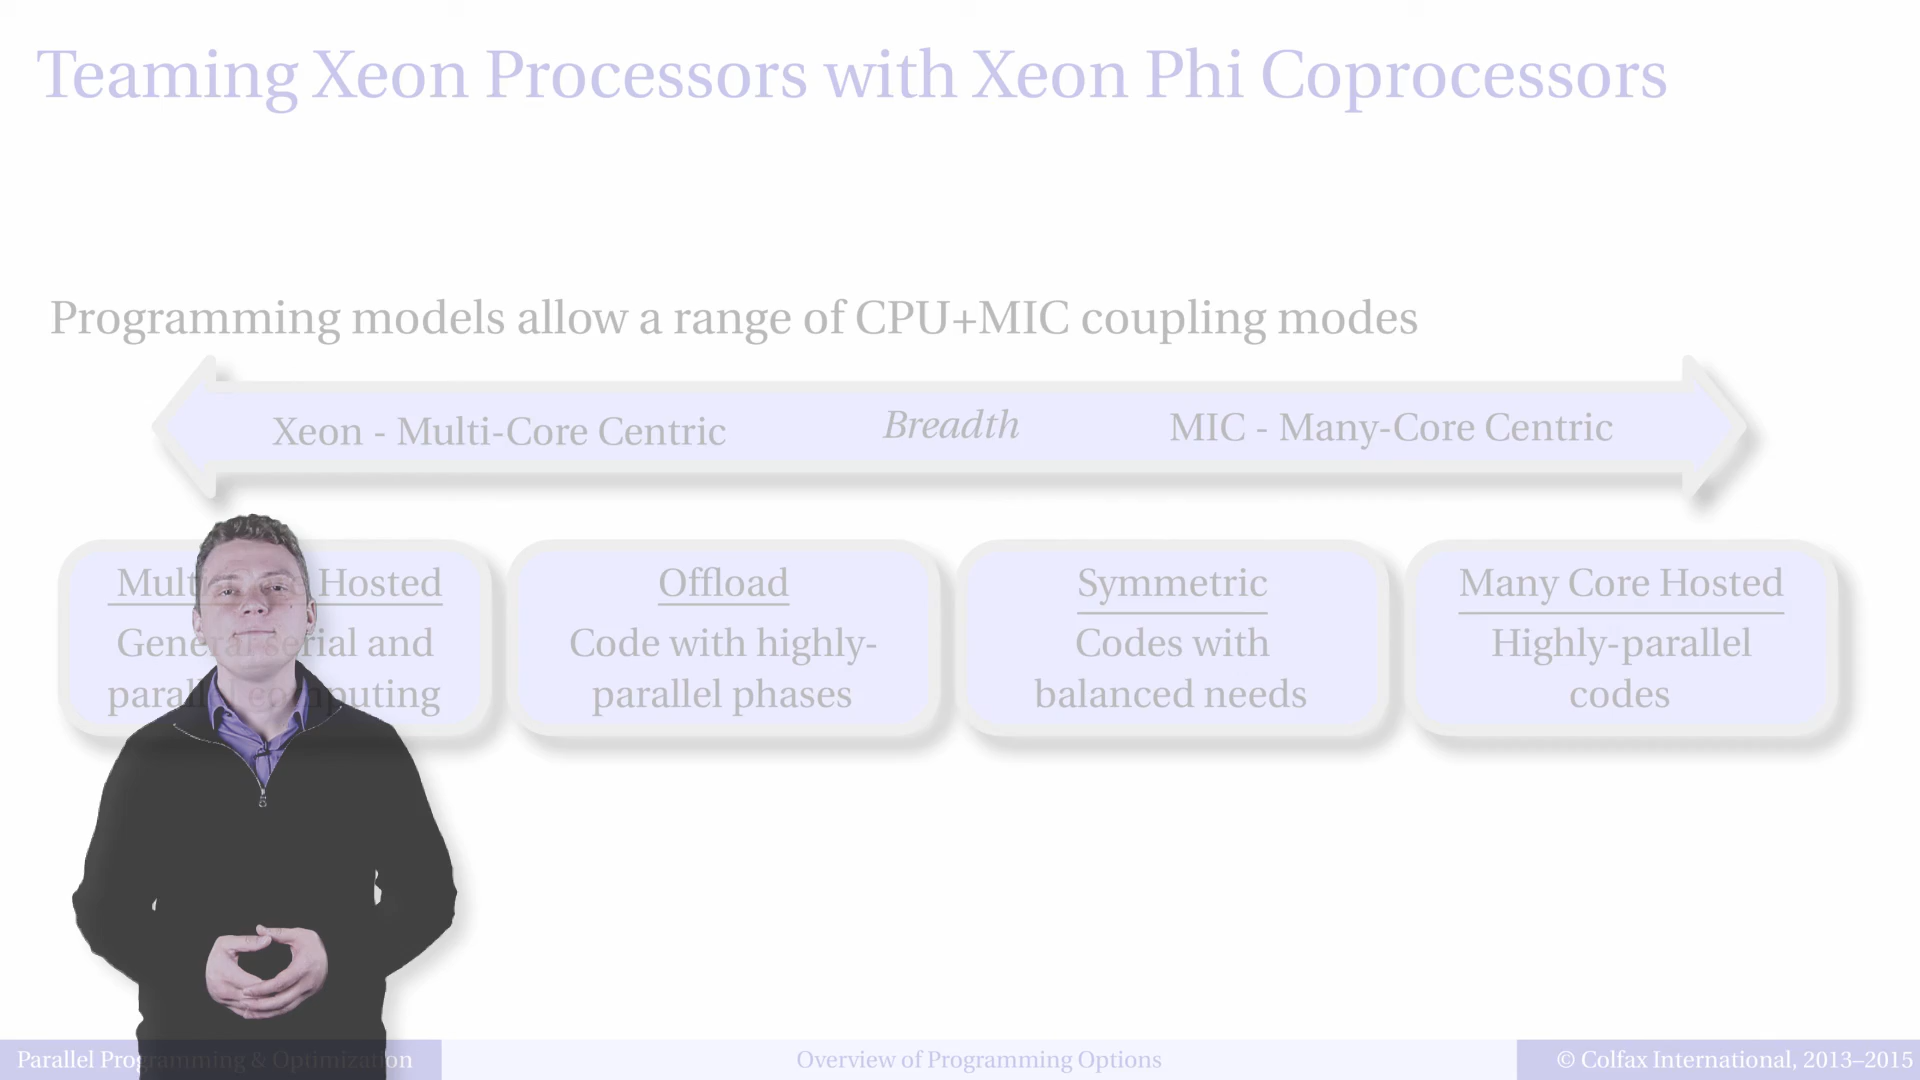 Teaming Xeon Processors with Xeon Phi Coprocessors
Programming models allow a range of CPU+MIC coupling modes
Xeon - Multi-Core Centric
Breadth
MIC - Many-Core Centric
Hosted
General serial and
parallel computing
Offload
Code with highly-
parallel phases
Symmetric
Codes with
balanced needs
Many Core Hosted
Highly-parallel
codes
Parallel Programming & Optimization
Overview of Programming Options
© Colfax International, 2013–2015